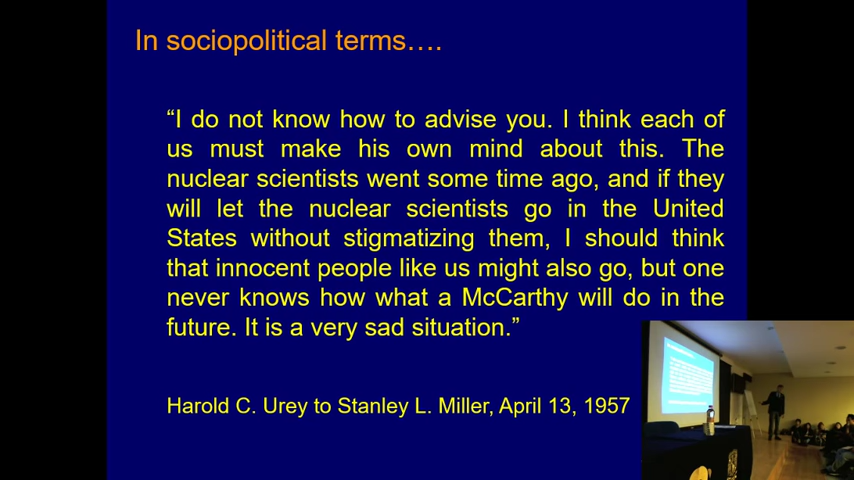 In sociopolitical terms….
“I do not know how to advise you. I think each of
us must make his own mind about this. The
nuclear scientists went some time ago, and if they
will let the nuclear scientists go in the United
States without stigmatizing them, I should think
that innocent people like us might also go, but one
never knows how what a McCarthy will do in the
future. It is a very sad situation.”
Harold C. Urey to Stanley L. Miller, April 13, 1957